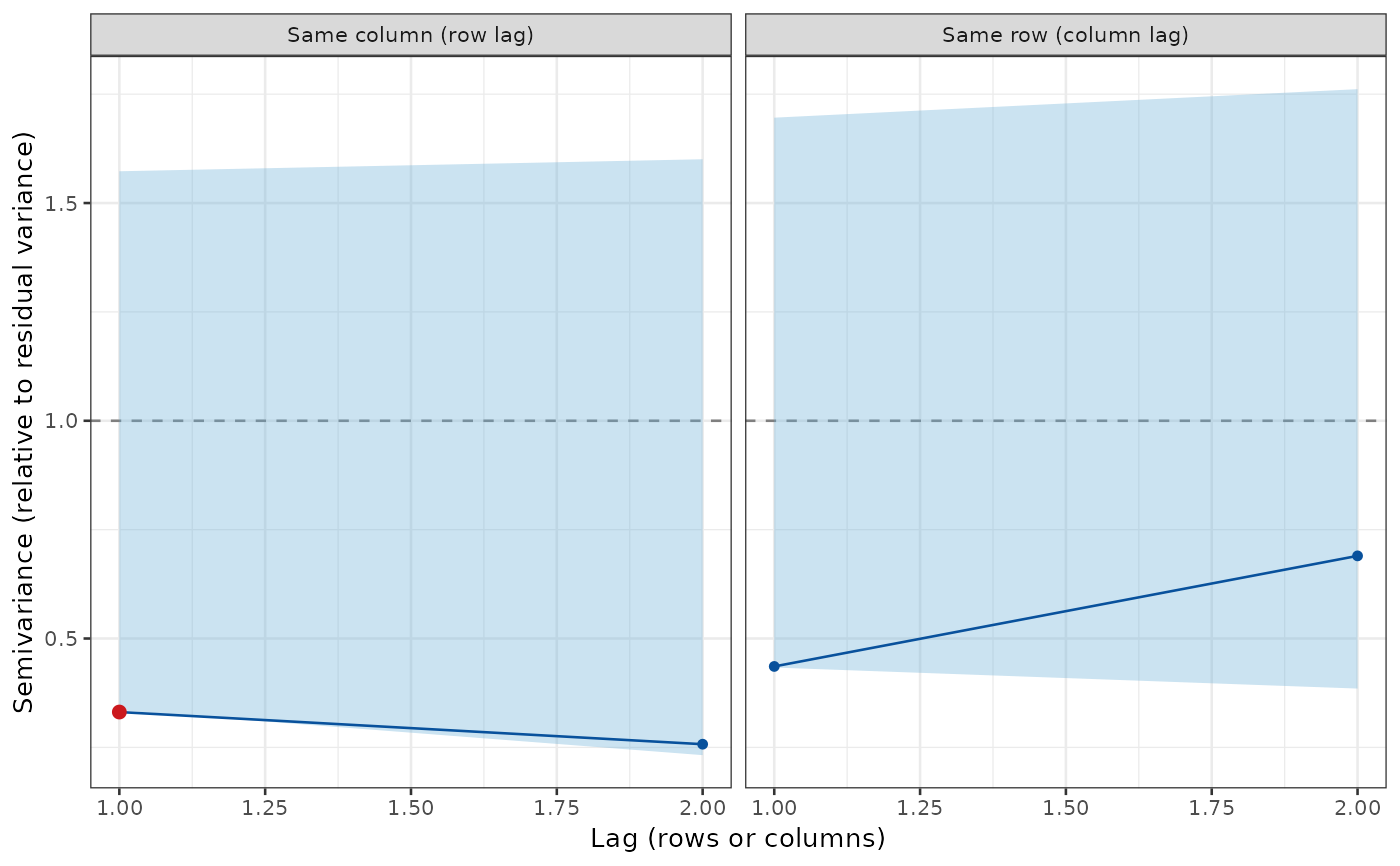 Same column (row lag)
Same row (column lag)
Semivariance (relative to residual variance)
1.5
1.0
0.5
1.00 1.25 1.50 1.75 2.00
1.00 1.25 1.50 1.75 2.00
Lag (rows or columns)